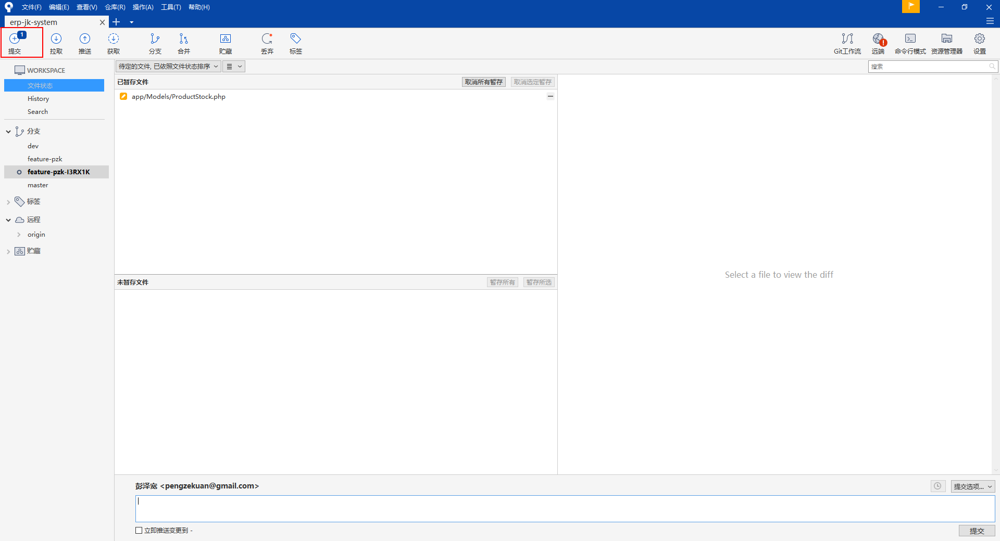 文件(F) 编辑(E) 查看(V) 仓库(R) 操作(A) 工具(T) 帮助(H)
erp-jk-system
1
提交 拉取 推送 获取 分支 合并 贮藏 丢弃 标签 Git工作流 远端 命令行模式 资源管理器 设置
WORKSPACE
文件状态
History
Search
分支
dev
feature-pzk
feature-pzk-I3RX1K
master
标签
远程
origin
贮藏
待定的文件, 已依照文件状态排序
搜索
已暂存文件 取消所有暂存 取消选定暂存
app/Models/ProductStock.php
未暂存文件 暂存所有 暂存所选
Select a file to view the diff
彭泽宽 <pengzekuan@gmail.com>
提交选项...
立即推送变更到 -
提交